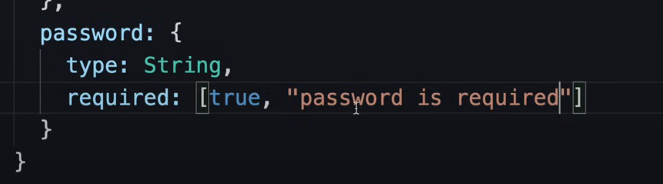 },
password: {
type: String,
required: [true, "password is required"]
}
}